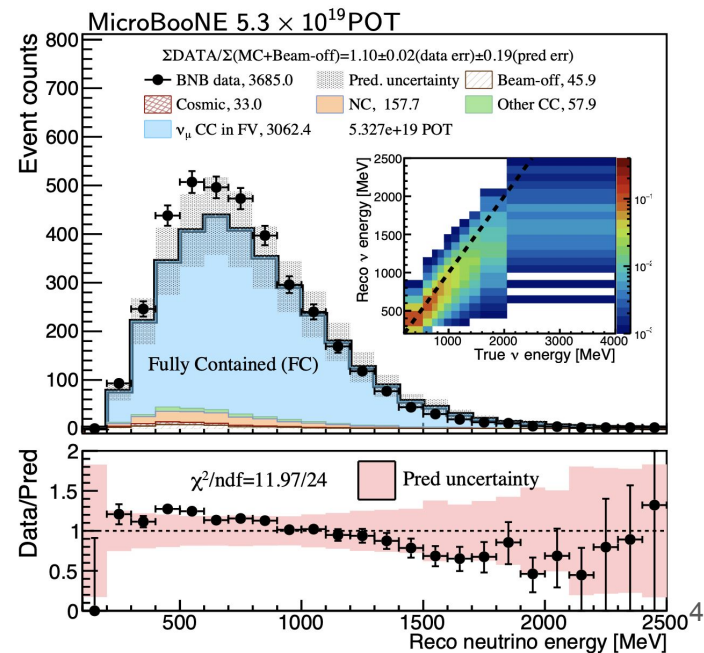 MicroBooNE 5.3 × 10¹⁹POT
ΣDATA/Σ(MC+Beam-off)=1.10±0.02(data err)±0.19(pred err)
BNB data, 3685.0 Pred. uncertainty Beam-off, 45.9
Cosmic, 33.0 NC, 157.7 Other CC, 57.9
νμ CC in FV, 3062.4 5.327e+19 POT
Event counts
800
700
600
500
400
300
200
100
0
Fully Contained (FC)
Reco ν energy [MeV]
2500
2000
1500
1000
500
1000 2000 3000 4000
True ν energy [MeV]
10⁻¹
10⁻²
10⁻³
χ²/ndf=11.97/24 Pred uncertainty
Data/Pred
2
1.5
1
0.5
0
500 1000 1500 2000 2500
Reco neutrino energy [MeV]
4